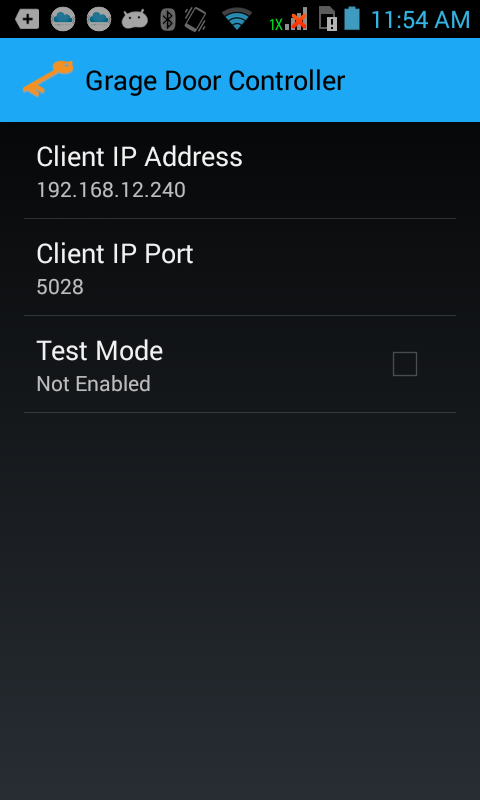 1X 11:54 AM
Grage Door Controller
Client IP Address
192.168.12.240
Client IP Port
5028
Test Mode
Not Enabled